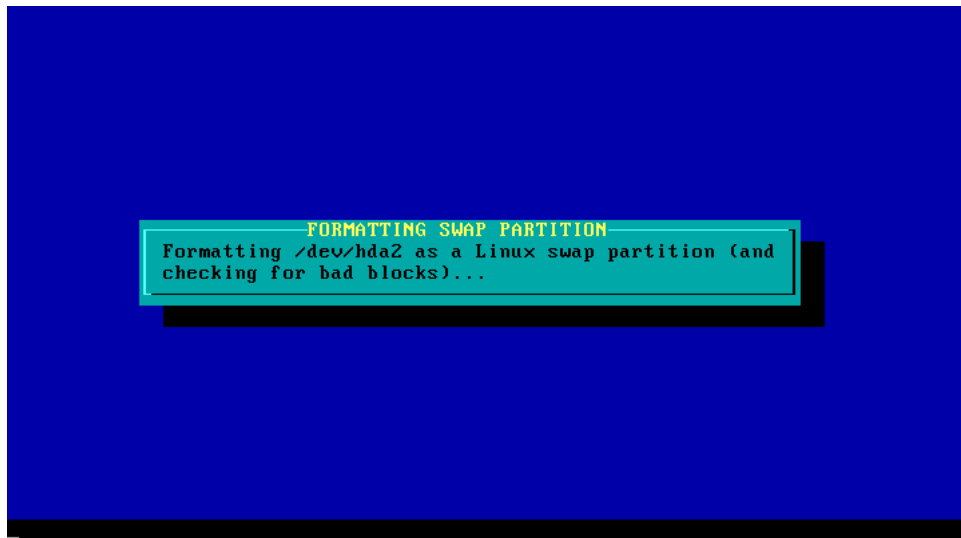 FORMATTING SWAP PARTITION
Formatting /dev/hda2 as a Linux swap partition (and
checking for bad blocks)...